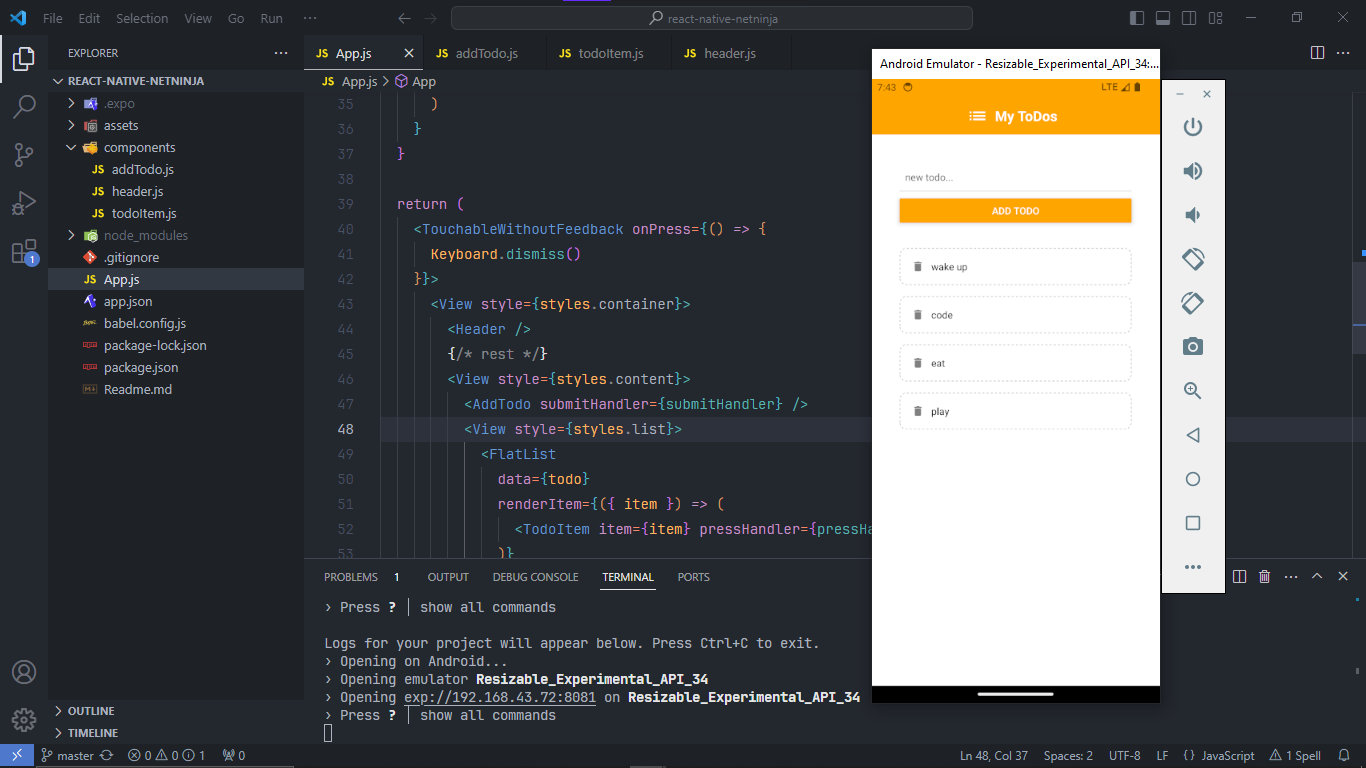 File Edit Selection View Go Run ···
react-native-netninja
EXPLORER
REACT-NATIVE-NETNINJA
.expo
assets
components
JS addTodo.js
JS header.js
JS todoItem.js
node_modules
.gitignore
JS App.js
app.json
babel.config.js
package-lock.json
package.json
Readme.md
OUTLINE
TIMELINE
JS App.js
JS addTodo.js
JS todoItem.js
JS header.js
JS App.js > App
35 )
36 }
37 }
38
39 return (
40 <TouchableWithoutFeedback onPress={() => {
41 Keyboard.dismiss()
42 }}>
43 <View style={styles.container}>
44 <Header />
45 {/* rest */}
46 <View style={styles.content}>
47 <AddTodo submitHandler={submitHandler} />
48 <View style={styles.list}>
49 <FlatList
50 data={todo}
51 renderItem={({ item }) => (
52 <TodoItem item={item} pressHandler={pressHa
53 )}
PROBLEMS 1 OUTPUT DEBUG CONSOLE TERMINAL PORTS
› Press ? │ show all commands
Logs for your project will appear below. Press Ctrl+C to exit.
› Opening on Android...
› Opening emulator Resizable_Experimental_API_34
› Opening exp://192.168.43.72:8081 on Resizable_Experimental_API_34
› Press ? │ show all commands
Android Emulator - Resizable_Experimental_API_34:...
7:43 LTE
My ToDos
new todo...
ADD TODO
wake up
code
eat
play
1
master 0 0 1 0
Ln 48, Col 37 Spaces: 2 UTF-8 LF {} JavaScript 1 Spell